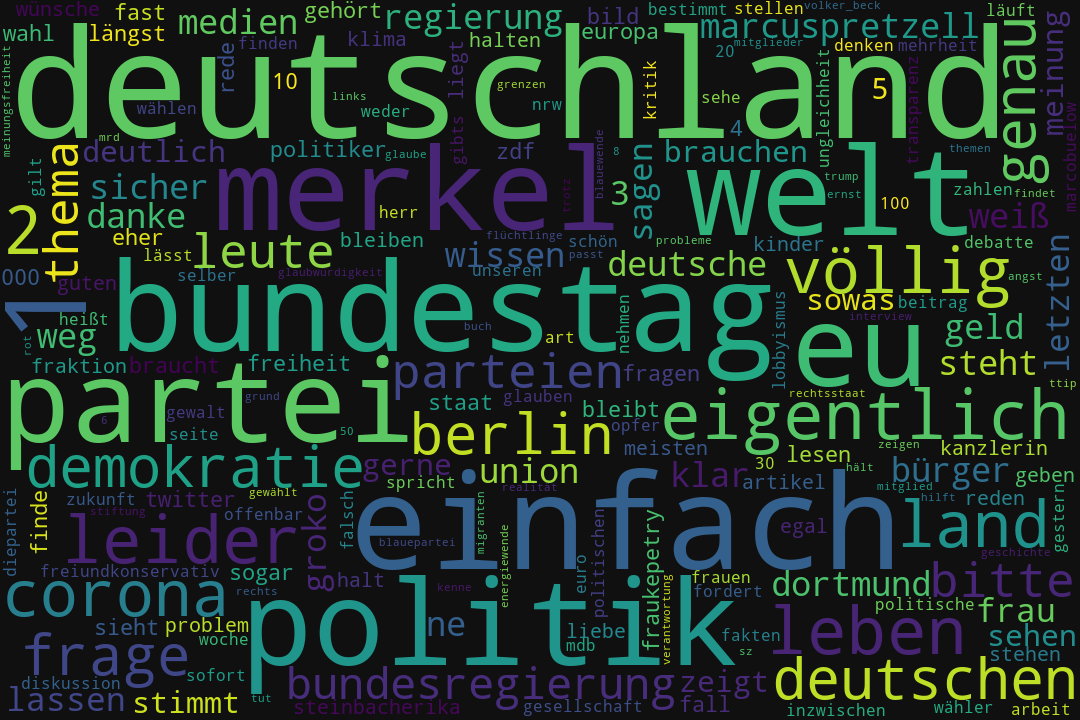 wünsche
fast
medien
gehört
regierung
bild
bestimmt
stellen
volker_beck
läuft
wahl
längst
rede
finden
klima
halten
europa
marcuspretzell
20
mitglieder
denken
mehrheit
genau
meinung
meinungsfreiheit
deutschland
10
links
liegt
grenzen
kritik
sehe
5
transparenz
wählen
weder
nrw
4
ungleichheit
marcobuelow
mrd
thema
deutlich
politiker
glaube
gibts
zdf
blauewende
8
sagen
brauchen
themen
gilt
sicher
merkel
trotz
3
welt
trump
ernst
100
zahlen
findet
2
danke
herr
weiß
eher
leute
bleiben
flüchtlinge
schön
probleme
kinder
debatte
lässt
wissen
passt
deutsche
völlig
letzten
000
guten
selber
glaubwürdigkeit
unseren
angst
1
bundestag
sowas
beitrag
heißt
nehmen
lobbyismus
interview
rot
weg
buch
art
eu
geld
fraktion
braucht
freiheit
parteien
fragen
steht
ttip
partei
grund
staat
glauben
bleibt
rechtsstaat
6
gewalt
opfer
eigentlich
seite
50
berlin
meisten
zeigen
kanzlerin
demokratie
gerne
union
klar
30
lesen
hält
bürger
geben
spricht
realität
artikel
mitglied
diepartei
finde
zukunft
twitter
gewählt
falsch
einfach
migranten
hilft
reden
gestern
stiftung
offenbar
groko
egal
land
leider
blauepartei
energiewende
politischen
fraukepetry
geschichte
freiundkonservativ
sogar
halt
kenne
euro
frauen
dortmund
bitte
corona
rechts
politik
verantwortung
fordert
politische
frau
sieht
problem
woche
ne
liebe
mdb
fakten
leben
sehen
frage
sz
stehen
diskussion
sofort
bundesregierung
zeigt
deutschen
lassen
stimmt
tut
steinbacherika
gesellschaft
fall
inzwischen
wähler
arbeit